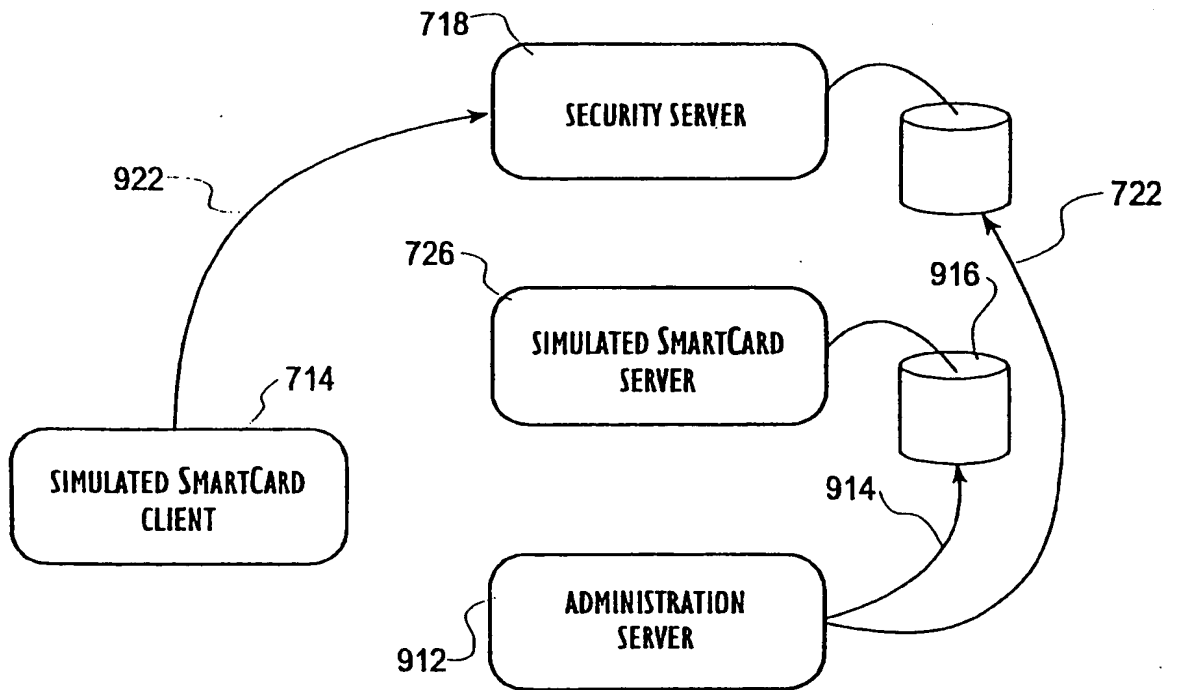 718
SECURITY SERVER
922
722
726
916
SIMULATED SMARTCARD
SERVER
714
SIMULATED SMARTCARD
CLIENT
914
ADMINISTRATION
SERVER
912